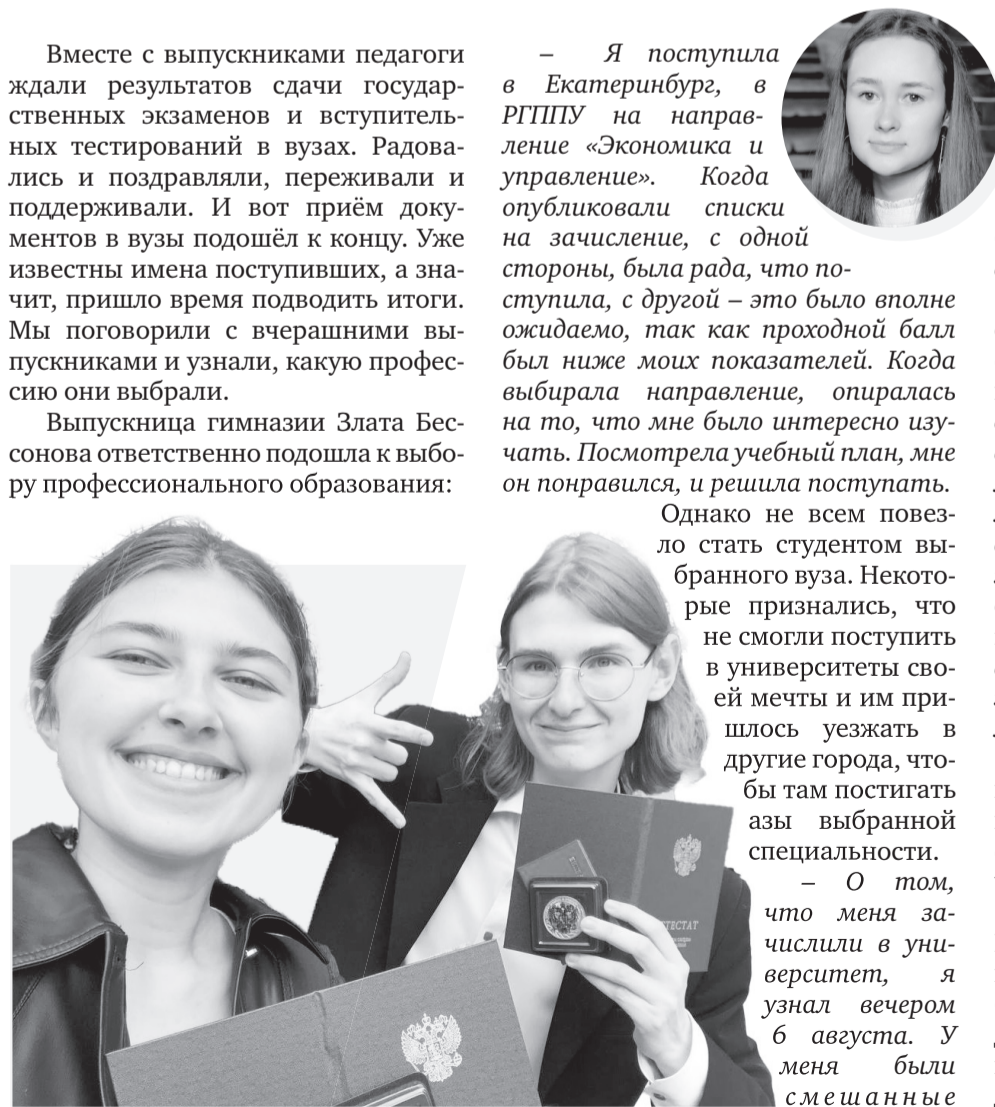 Вместе с выпускниками педагоги
ждали результатов сдачи государ-
ственных экзаменов и вступитель-
ных тестирований в вузах. Радова-
лись и поздравляли, переживали и
поддерживали. И вот приём доку-
ментов в вузы подошёл к концу. Уже
известны имена поступивших, а зна-
чит, пришло время подводить итоги.
Мы поговорили с вчерашними вы-
пускниками и узнали, какую профес-
сию они выбрали.
Выпускница гимназии Злата Бес-
сонова ответственно подошла к выбо-
ру профессионального образования:
– Я поступила
в Екатеринбург, в
РГППУ на направ-
ление «Экономика и
управление». Когда
опубликовали списки
на зачисление, с одной
стороны, была рада, что по-
ступила, с другой – это было вполне
ожидаемо, так как проходной балл
был ниже моих показателей. Когда
выбирала направление, опиралась
на то, что мне было интересно изу-
чать. Посмотрела учебный план, мне
он понравился, и решила поступать.
Однако не всем повез-
ло стать студентом вы-
бранного вуза. Некото-
рые признались, что
не смогли поступить
в университеты сво-
ей мечты и им при-
шлось уезжать в
другие города, что-
бы там постигать
азы выбранной
специальности.
– О том,
что меня за-
числили в уни-
верситет, я
узнал вечером
6 августа. У
меня были
смешанные